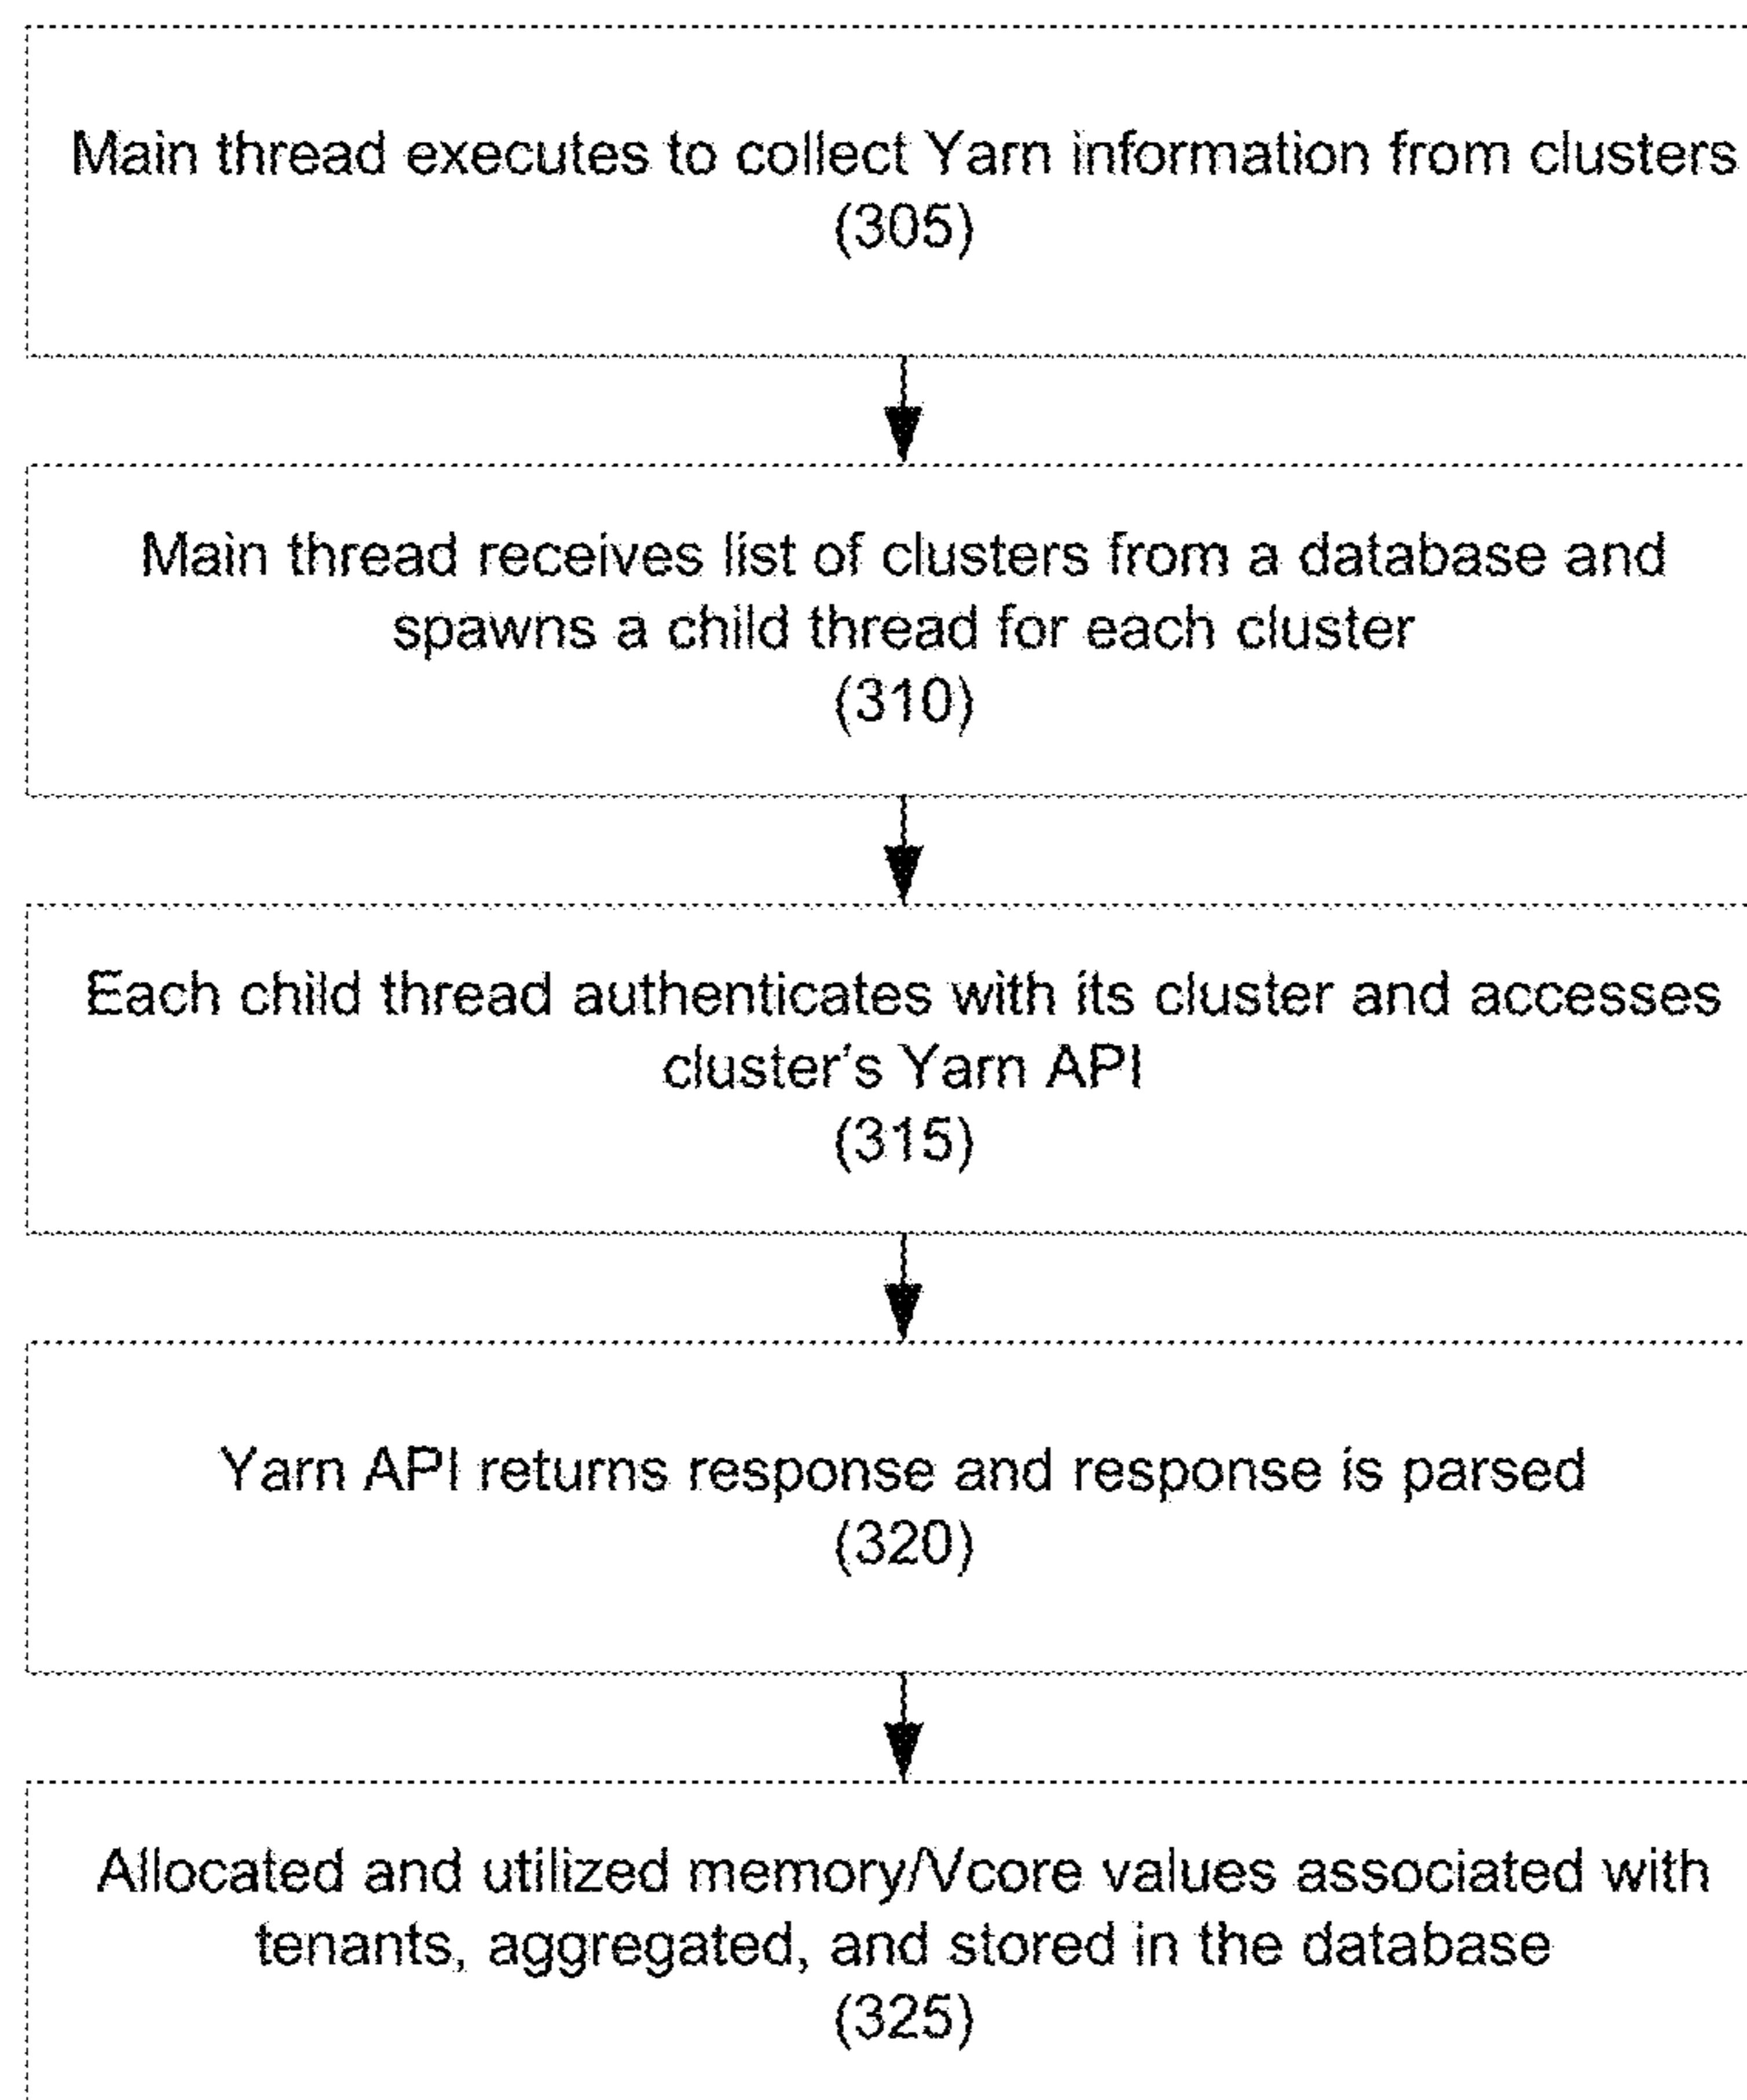 Main thread executes to collect Yarn information from clusters
(305)
Main thread receives list of clusters from a database and
spawns a child thread for each cluster
(310)
Each child thread authenticates with its cluster and accesses
cluster's Yarn API
(315)
Yarn API returns response and response is parsed
(320)
Allocated and utilized memory/Vcore values associated with
tenants, aggregated, and stored in the database
(325)